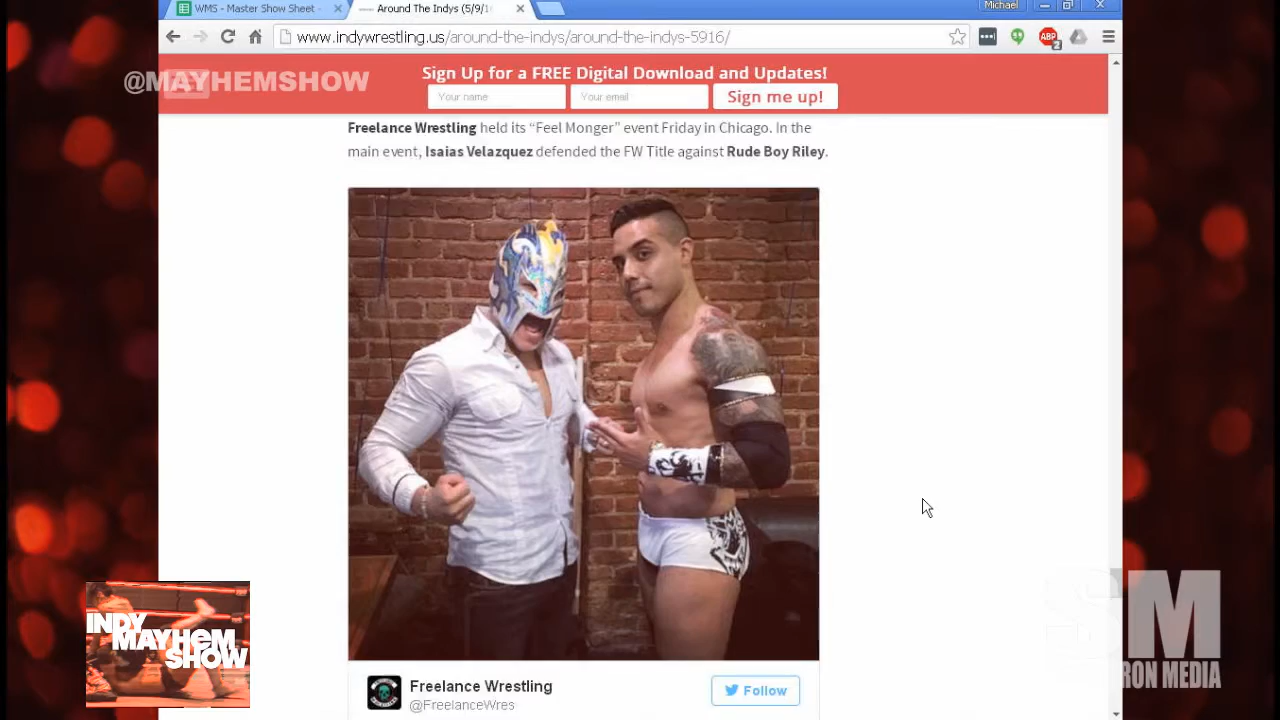 WMS - Master Show Sheet -
Around The Indys (5/9/1
Michael
www.indywrestling.us/around-the-indys/around-the-indys-5916/
ABP
2
@MAYHEMSHOW
Sign Up for a FREE Digital Download and Updates!
Your name
Your email
Sign me up!
Freelance Wrestling held its “Feel Monger” event Friday in Chicago. In the
main event, Isaias Velazquez defended the FW Title against Rude Boy Riley.
INDY
MAYHEM
SHOW
SM
RON MEDIA
Freelance Wrestling
@FreelanceWres
Follow